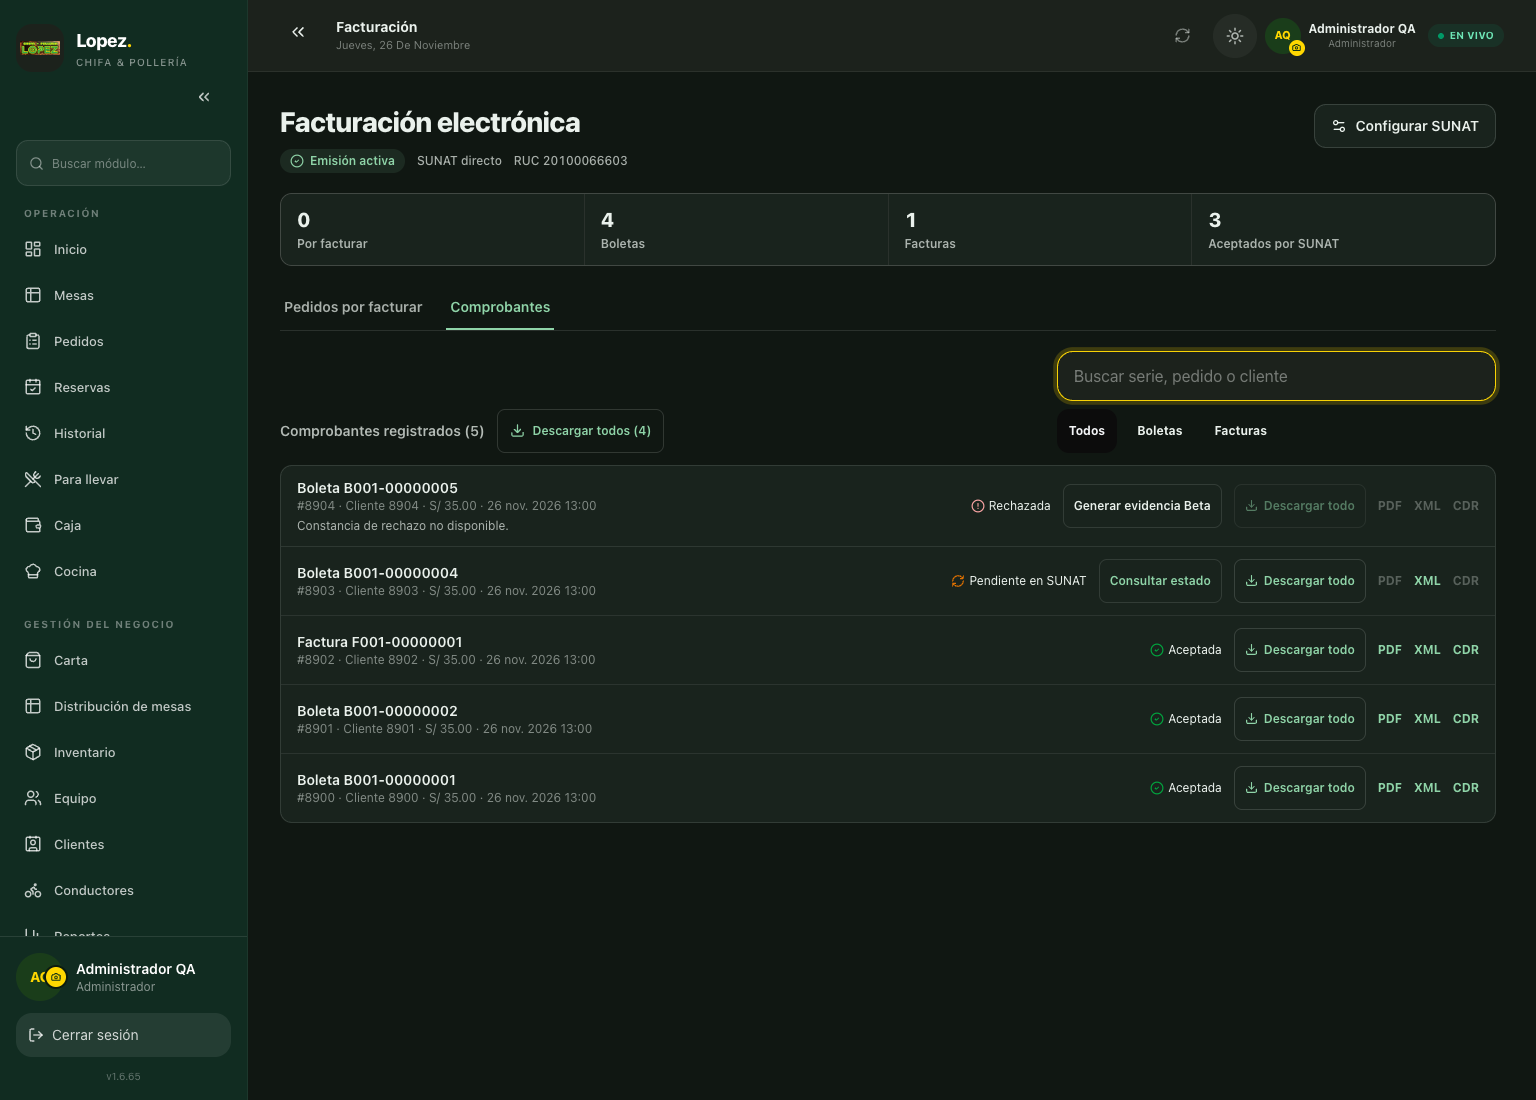 LOPEZ
Lopez.
CHIFA & POLLERÍA
Buscar módulo...
OPERACIÓN
Inicio
Mesas
Pedidos
Reservas
Historial
Para llevar
Caja
Cocina
GESTIÓN DEL NEGOCIO
Carta
Distribución de mesas
Inventario
Equipo
Clientes
Conductores
Reportes
AQ
Administrador QA
Administrador
Cerrar sesión
v1.6.65
Facturación
Jueves, 26 De Noviembre
AQ
Administrador QA
Administrador
EN VIVO
Facturación electrónica
Configurar SUNAT
Emisión activa SUNAT directo RUC 20100066603
0
Por facturar
4
Boletas
1
Facturas
3
Aceptados por SUNAT
Pedidos por facturar Comprobantes
Buscar serie, pedido o cliente
Comprobantes registrados (5) Descargar todos (4) Todos Boletas Facturas
Boleta B001-00000005
#8904 · Cliente 8904 · S/ 35.00 · 26 nov. 2026 13:00
Constancia de rechazo no disponible.
Rechazada Generar evidencia Beta Descargar todo PDF XML CDR
Boleta B001-00000004
#8903 · Cliente 8903 · S/ 35.00 · 26 nov. 2026 13:00
Pendiente en SUNAT Consultar estado Descargar todo PDF XML CDR
Factura F001-00000001
#8902 · Cliente 8902 · S/ 35.00 · 26 nov. 2026 13:00
Aceptada Descargar todo PDF XML CDR
Boleta B001-00000002
#8901 · Cliente 8901 · S/ 35.00 · 26 nov. 2026 13:00
Aceptada Descargar todo PDF XML CDR
Boleta B001-00000001
#8900 · Cliente 8900 · S/ 35.00 · 26 nov. 2026 13:00
Aceptada Descargar todo PDF XML CDR